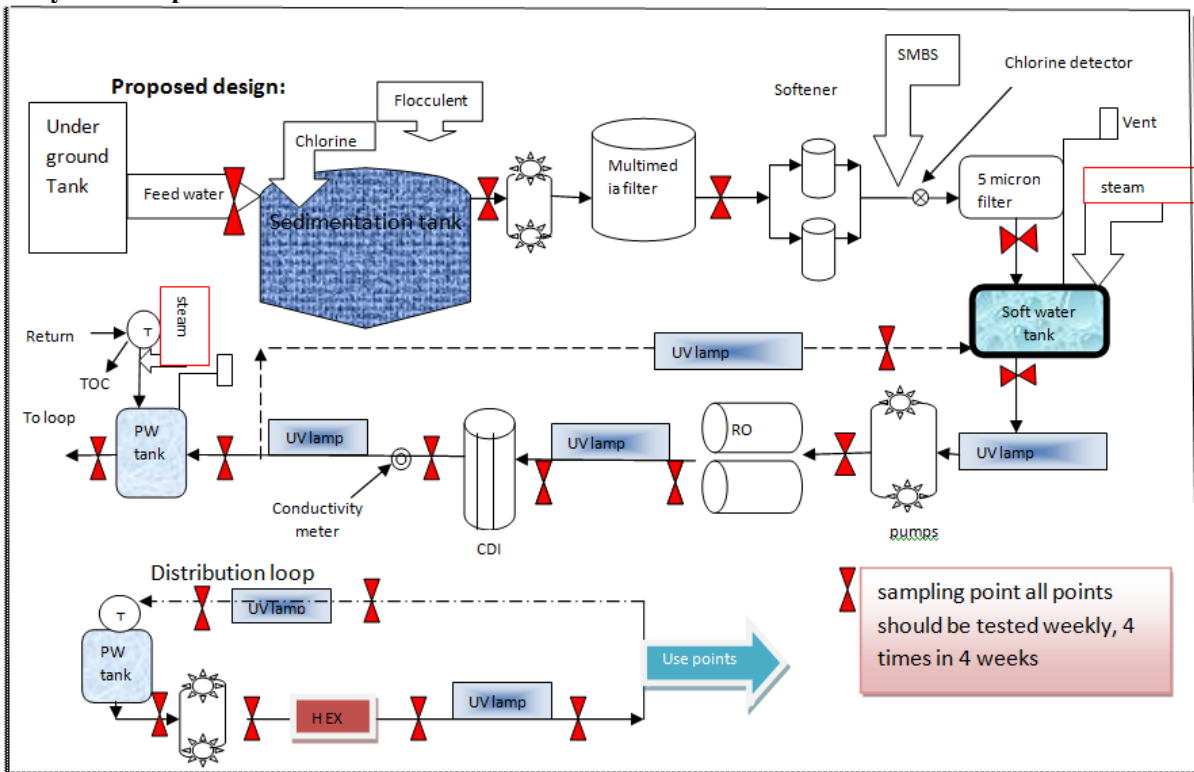 Proposed design:
Under
ground
Tank
Feed water
Chlorine
Flocculent
Sedimentation tank
Multimed
ia filter
Softener
SMBS
Chlorine detector
5 micron
filter
Vent
steam
Soft water
tank
UV lamp
Return
T
steam
TOC
To loop
PW
tank
UV lamp
Conductivity
meter
CDI
UV lamp
RO
pumps
UV lamp
Distribution loop
T
PW
tank
UV lamp
HEX
UV lamp
Use points
sampling point all points
should be tested weekly, 4
times in 4 weeks